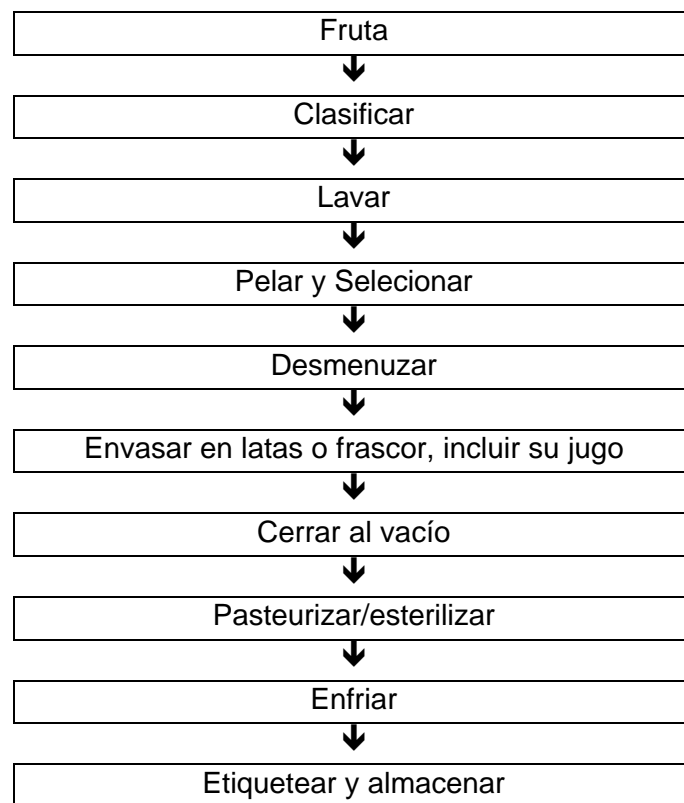 Fruta
Clasificar
Lavar
Pelar y Selecionar
Desmenuzar
Envasar en latas o frascor, incluir su jugo
Cerrar al vacío
Pasteurizar/esterilizar
Enfriar
Etiquetear y almacenar